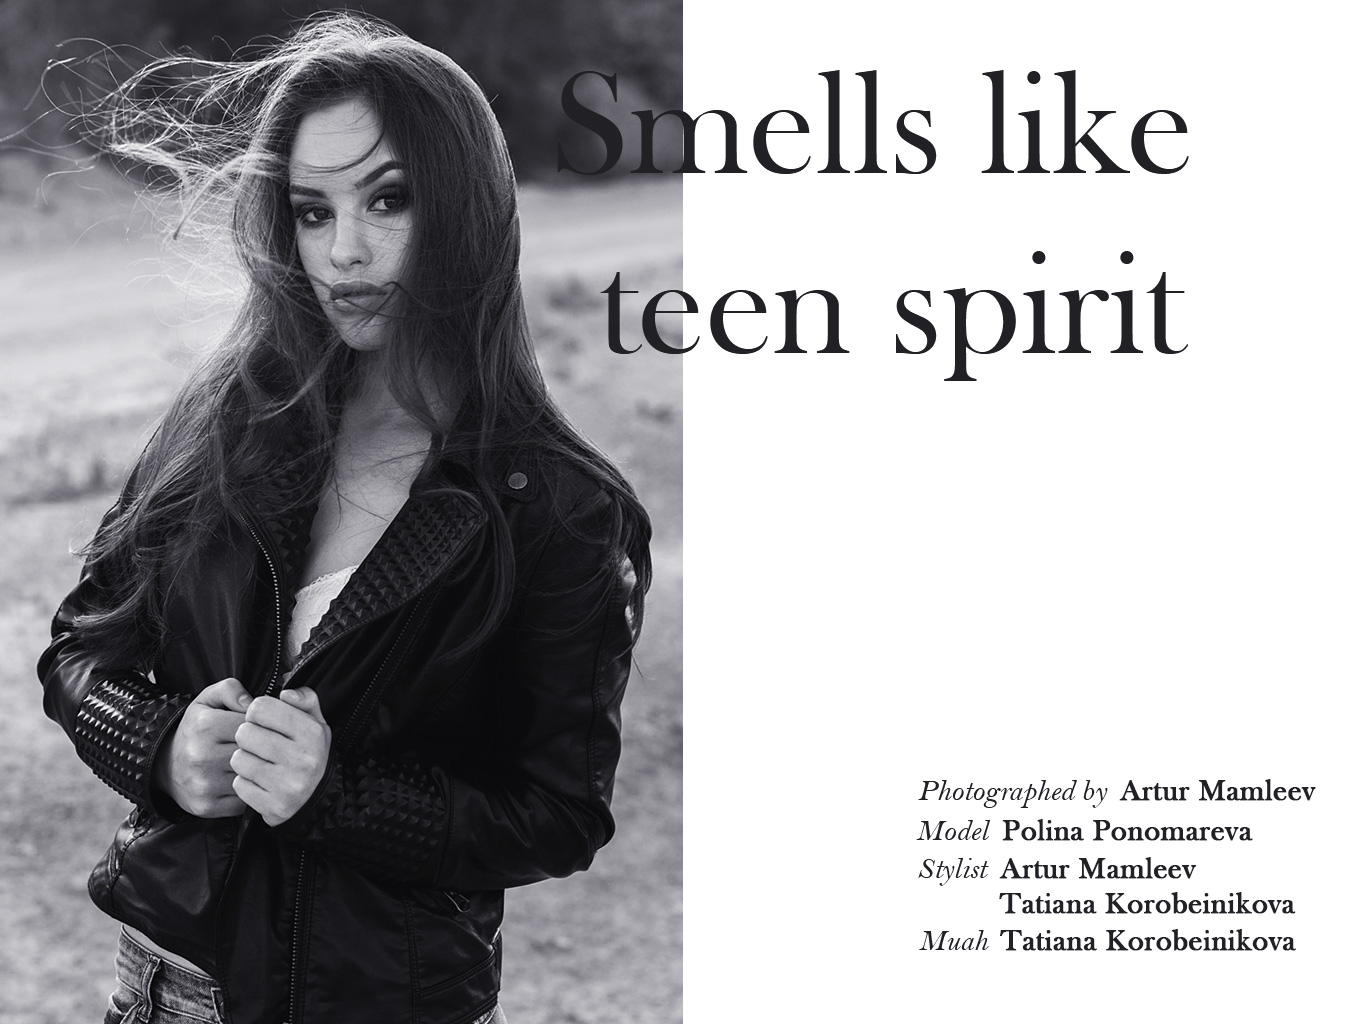 Smells like
teen spirit
Photographed by Artur Mamleev
Model Polina Ponomareva
Stylist Artur Mamleev
Tatiana Korobeinikova
Muah Tatiana Korobeinikova